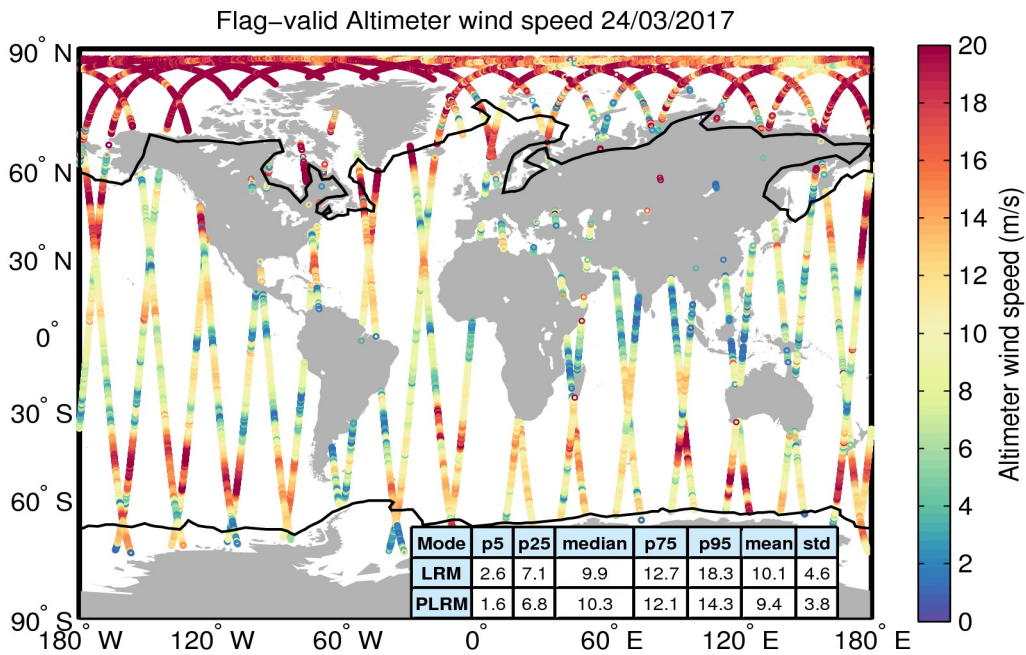 Flag−valid Altimeter wind speed 24/03/2017
90° N
60° N
30° N
0°
30° S
60° S
90° S
180° W
120° W
60° W
0°
60° E
120° E
180° E
Mode p5 p25 median p75 p95 mean std
LRM 2.6 7.1 9.9 12.7 18.3 10.1 4.6
PLRM 1.6 6.8 10.3 12.1 14.3 9.4 3.8
20
18
16
14
12
10
8
6
4
2
0
Altimeter wind speed (m/s)